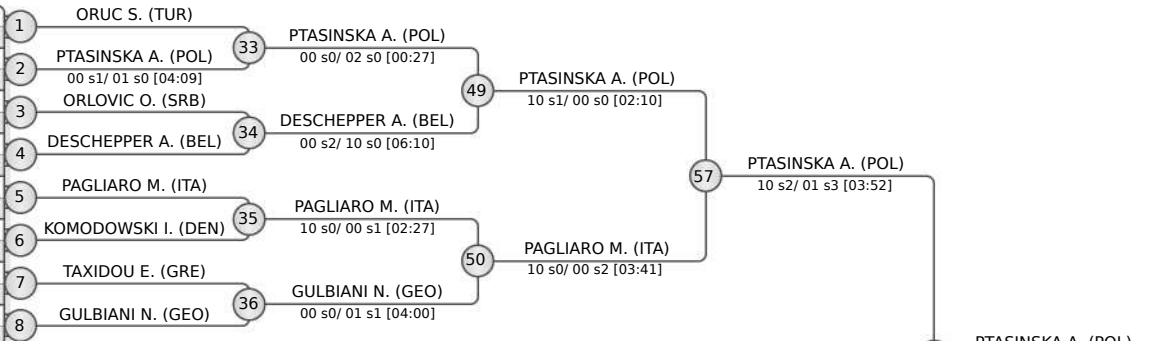 1
ORUC S. (TUR)
2
PTASINSKA A. (POL)
00 s1/ 01 s0 [04:09]
3
ORLOVIC O. (SRB)
4
DESCHEPPER A. (BEL)
5
PAGLIARO M. (ITA)
6
KOMODOWSKI I. (DEN)
7
TAXIDOU E. (GRE)
8
GULBIANI N. (GEO)
33
PTASINSKA A. (POL)
00 s0/ 02 s0 [00:27]
34
DESCHEPPER A. (BEL)
00 s2/ 10 s0 [06:10]
35
PAGLIARO M. (ITA)
10 s0/ 00 s1 [02:27]
36
GULBIANI N. (GEO)
00 s0/ 01 s1 [04:00]
49
PTASINSKA A. (POL)
10 s1/ 00 s0 [02:10]
50
PAGLIARO M. (ITA)
10 s0/ 00 s2 [03:41]
57
PTASINSKA A. (POL)
10 s2/ 01 s3 [03:52]
PTASINSKA A. (POL)